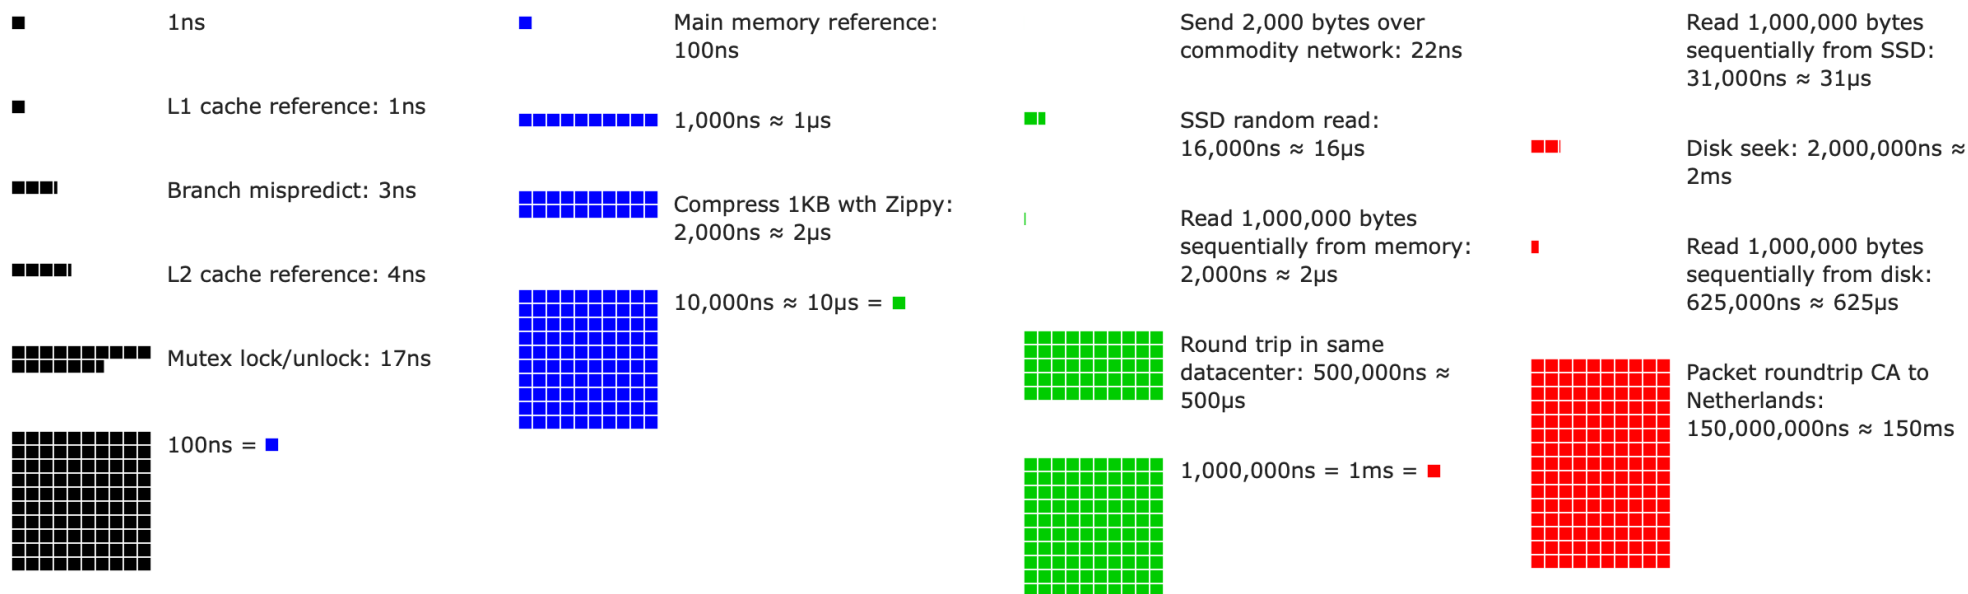 1ns
L1 cache reference: 1ns
Branch mispredict: 3ns
L2 cache reference: 4ns
Mutex lock/unlock: 17ns
100ns =
Main memory reference:
100ns
1,000ns ≈ 1μs
Compress 1KB wth Zippy:
2,000ns ≈ 2μs
10,000ns ≈ 10μs =
Send 2,000 bytes over
commodity network: 22ns
SSD random read:
16,000ns ≈ 16μs
Read 1,000,000 bytes
sequentially from memory:
2,000ns ≈ 2μs
Round trip in same
datacenter: 500,000ns ≈
500μs
1,000,000ns = 1ms =
Read 1,000,000 bytes
sequentially from SSD:
31,000ns ≈ 31μs
Disk seek: 2,000,000ns ≈
2ms
Read 1,000,000 bytes
sequentially from disk:
625,000ns ≈ 625μs
Packet roundtrip CA to
Netherlands:
150,000,000ns ≈ 150ms